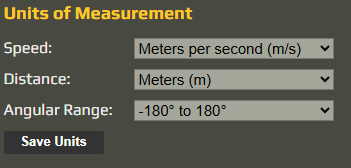 Units of Measurement
Speed: Meters per second (m/s)
Distance: Meters (m)
Angular Range: -180° to 180°
Save Units